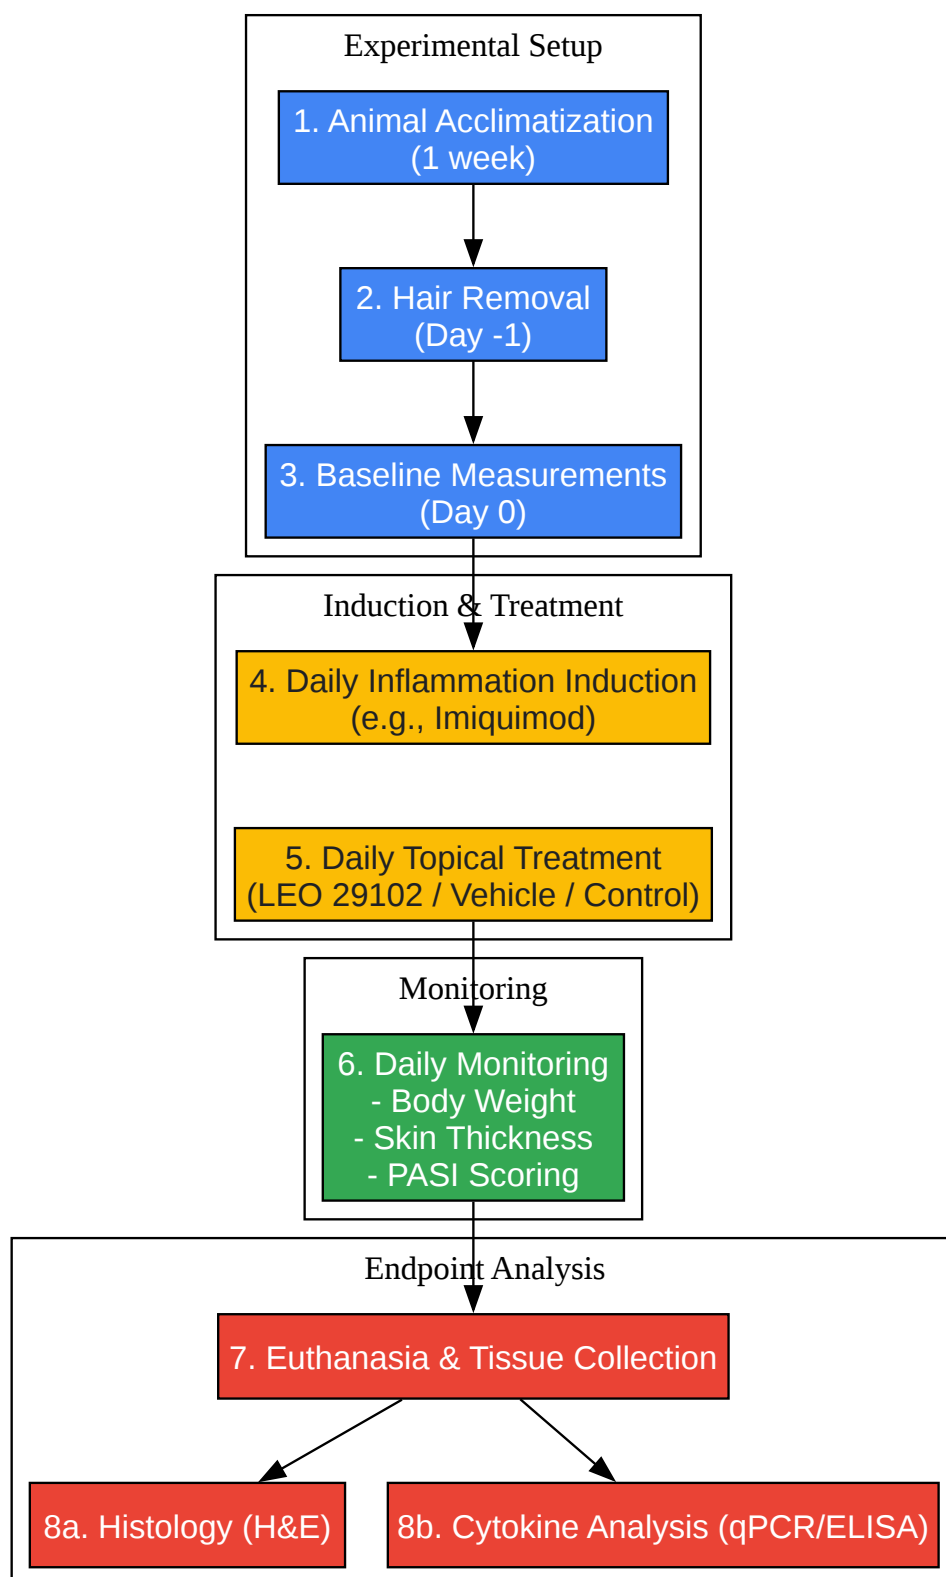 Experimental Setup
1. Animal Acclimatization
(1 week)
2. Hair Removal
(Day -1)
3. Baseline Measurements
(Day 0)
Induction & Treatment
4. Daily Inflammation Induction
(e.g., Imiquimod)
5. Daily Topical Treatment
(LEO 29102 / Vehicle / Control)
Monitoring
6. Daily Monitoring
- Body Weight
- Skin Thickness
- PASI Scoring
Endpoint Analysis
7. Euthanasia & Tissue Collection
8a. Histology (H&E)
8b. Cytokine Analysis (qPCR/ELISA)